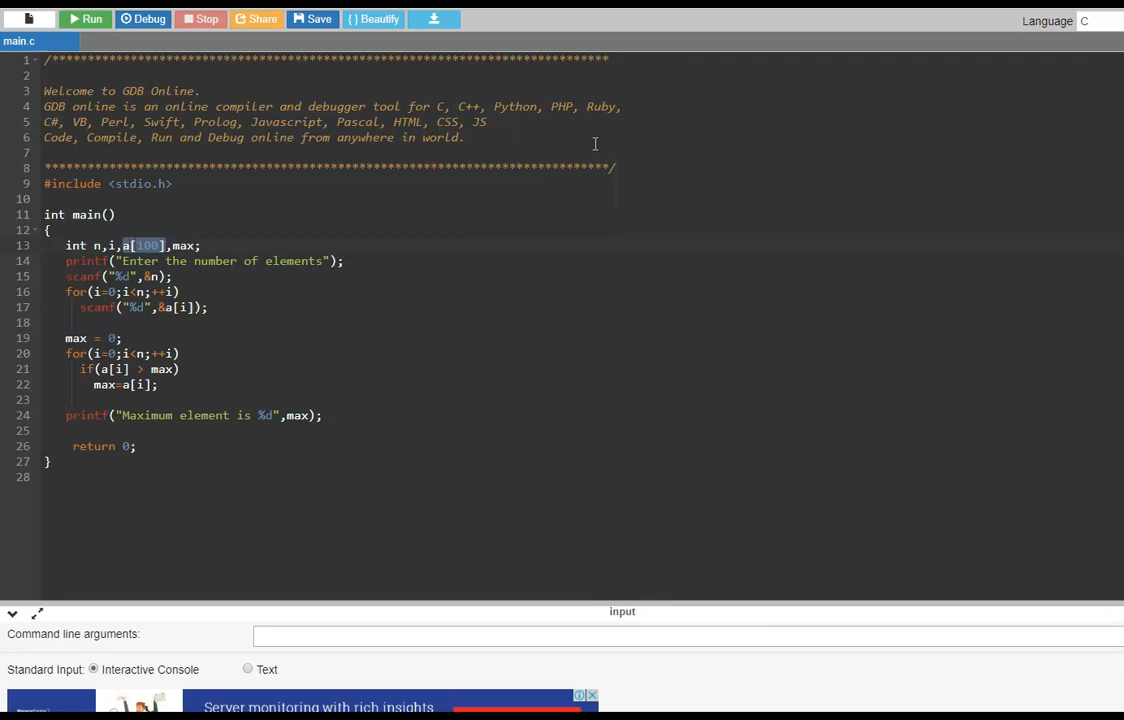 Run Debug Stop Share Save { } Beautify
Language C
main.c
1 /******************************************************************************
2
3 Welcome to GDB Online.
4 GDB online is an online compiler and debugger tool for C, C++, Python, PHP, Ruby,
5 C#, VB, Perl, Swift, Prolog, Javascript, Pascal, HTML, CSS, JS
6 Code, Compile, Run and Debug online from anywhere in world.
7
8 *******************************************************************************/
9 #include <stdio.h>
10
11 int main()
12 {
13 int n,i,a[100],max;
14 printf("Enter the number of elements");
15 scanf("%d",&n);
16 for(i=0;i<n;++i)
17 scanf("%d",&a[i]);
18
19 max = 0;
20 for(i=0;i<n;++i)
21 if(a[i] > max)
22 max=a[i];
23
24 printf("Maximum element is %d",max);
25
26 return 0;
27 }
28
input
Command line arguments:
Standard Input: Interactive Console Text
Server monitoring with rich insights